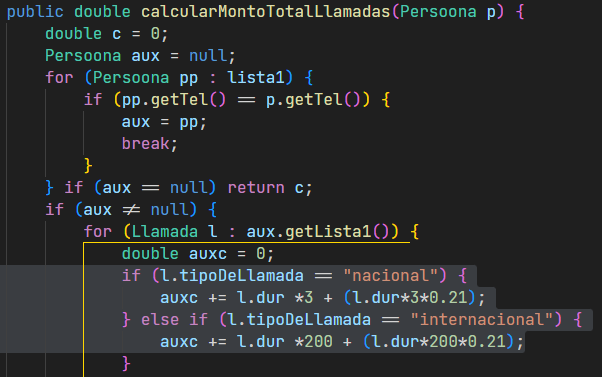 public double calcularMontoTotalLlamadas(Persoona p) {
double c = 0;
Persoona aux = null;
for (Persoona pp : lista1) {
if (pp.getTel() == p.getTel()) {
aux = pp;
break;
}
} if (aux == null) return c;
if (aux != null) {
for (Llamada l : aux.getLista1()) {
double auxc = 0;
if (l.tipoDeLlamada == "nacional") {
auxc += l.dur *3 + (l.dur*3*0.21);
} else if (l.tipoDeLlamada == "internacional") {
auxc += l.dur *200 + (l.dur*200*0.21);
}